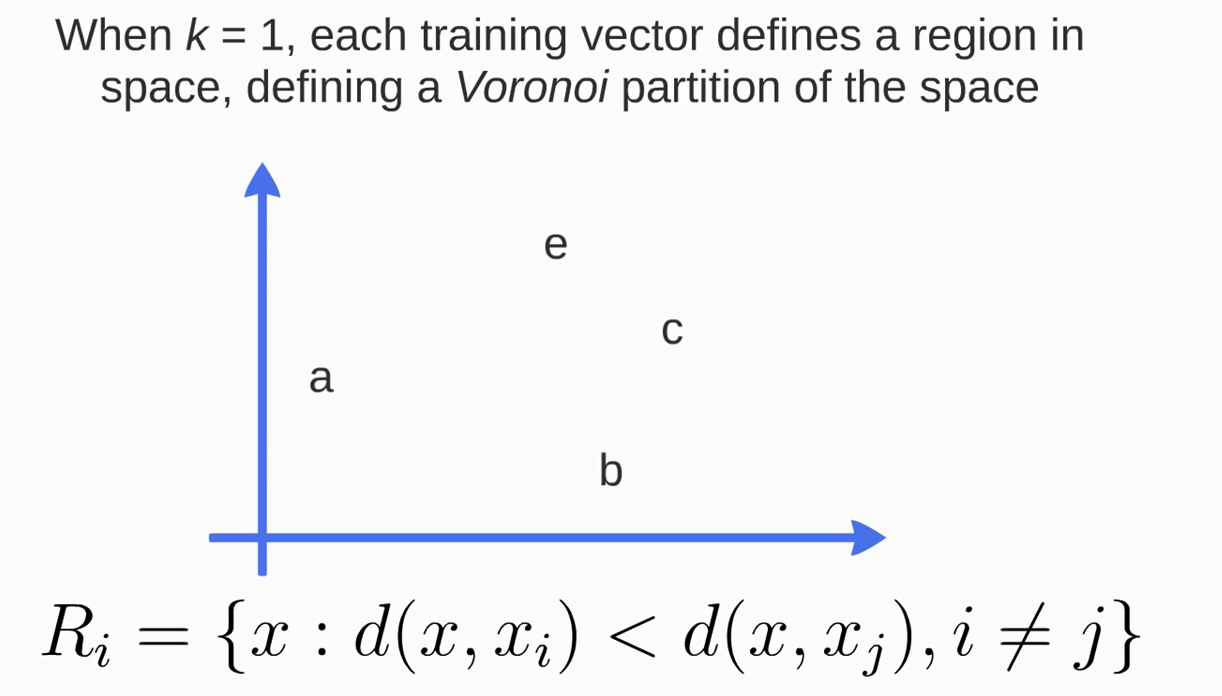 When k = 1, each training vector defines a region in
space, defining a Voronoi partition of the space
e
c
a
b
R_i = {x : d(x, x_i) < d(x, x_j), i ≠ j}